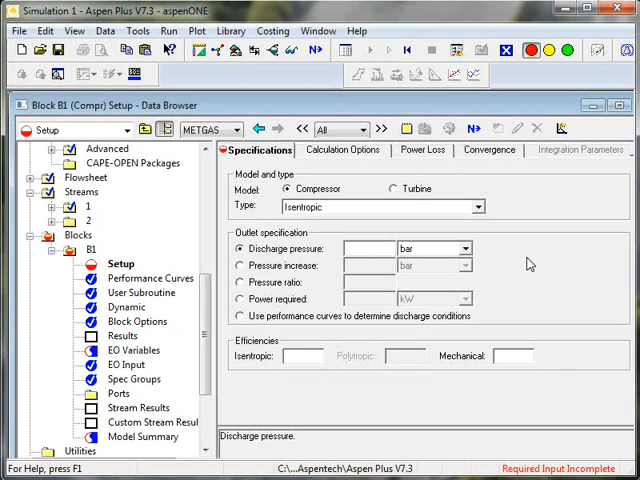 Simulation 1 - Aspen Plus V7.3 - aspenONE
File Edit View Data Tools Run Plot Library Customize Window Help
Block B1 (Compr) Setup - Data Browser
Setup METGAS << All >> N»
Advanced
CAPE-OPEN Packages
Flowsheet
Streams
1
2
Blocks
B1
Setup
Performance Curves
User Subroutine
Dynamic
Block Options
Results
EO Variables
EO Input
Spec Groups
Ports
Stream Results
Custom Stream Resul
Model Summary
Utilities
Specifications Calculation Options Power Loss Convergence Integration Parameters
Model and type
Model: Compressor Turbine
Type: Isentropic
Outlet specification
Discharge pressure: bar
Pressure increase: bar
Pressure ratio:
Power required: kW
Use performance curves to determine discharge conditions
Efficiencies
Isentropic: Polytropic: Mechanical:
Discharge pressure.
For Help, press F1 C:\...Aspentech\Aspen Plus V7.3 Required Input Incomplete